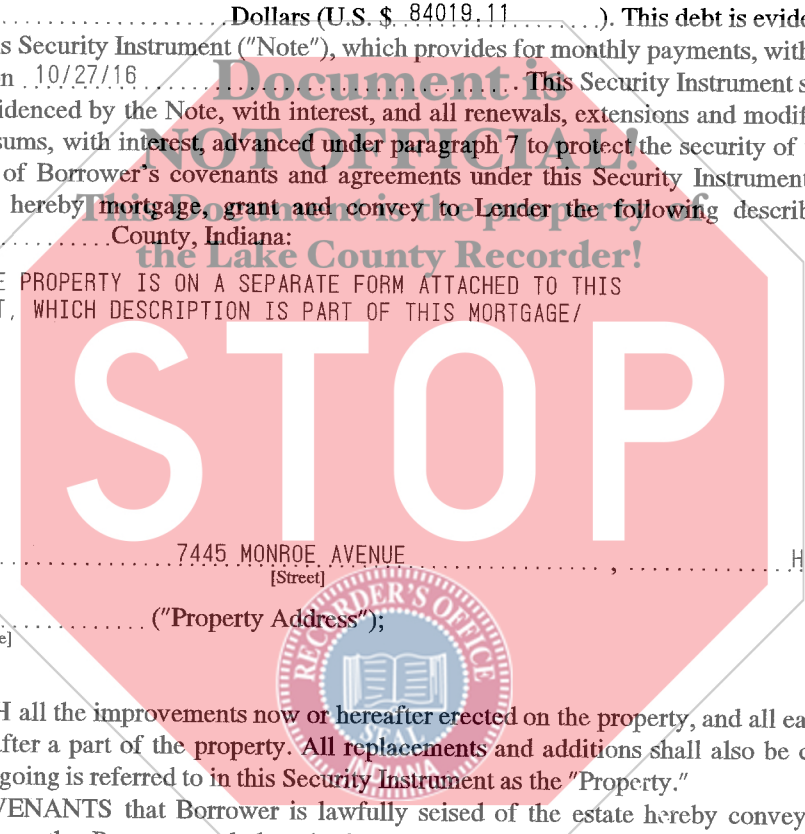 Dollars (U.S. $ 84019.11 ). This debt is evide
s Security Instrument ("Note"), which provides for monthly payments, with
n 10/27/16 This Security Instrument s
idenced by the Note, with interest, and all renewals, extensions and modif
sums, with interest, advanced under paragraph 7 to protect the security of
of Borrower's covenants and agreements under this Security Instrument
hereby mortgage, grant and convey to Lender the following describ
County, Indiana:
E PROPERTY IS ON A SEPARATE FORM ATTACHED TO THIS
T, WHICH DESCRIPTION IS PART OF THIS MORTGAGE/
Document is
NOT OFFICIAL!
This Document is the property of
the Lake County Recorder!
STOP
7445 MONROE AVENUE , H
[Street]
("Property Address");
e]
RECORDER'S OFFICE
SEAL
INDIANA
H all the improvements now or hereafter erected on the property, and all ea
after a part of the property. All replacements and additions shall also be c
going is referred to in this Security Instrument as the "Property."
VENANTS that Borrower is lawfully seised of the estate hereby convey